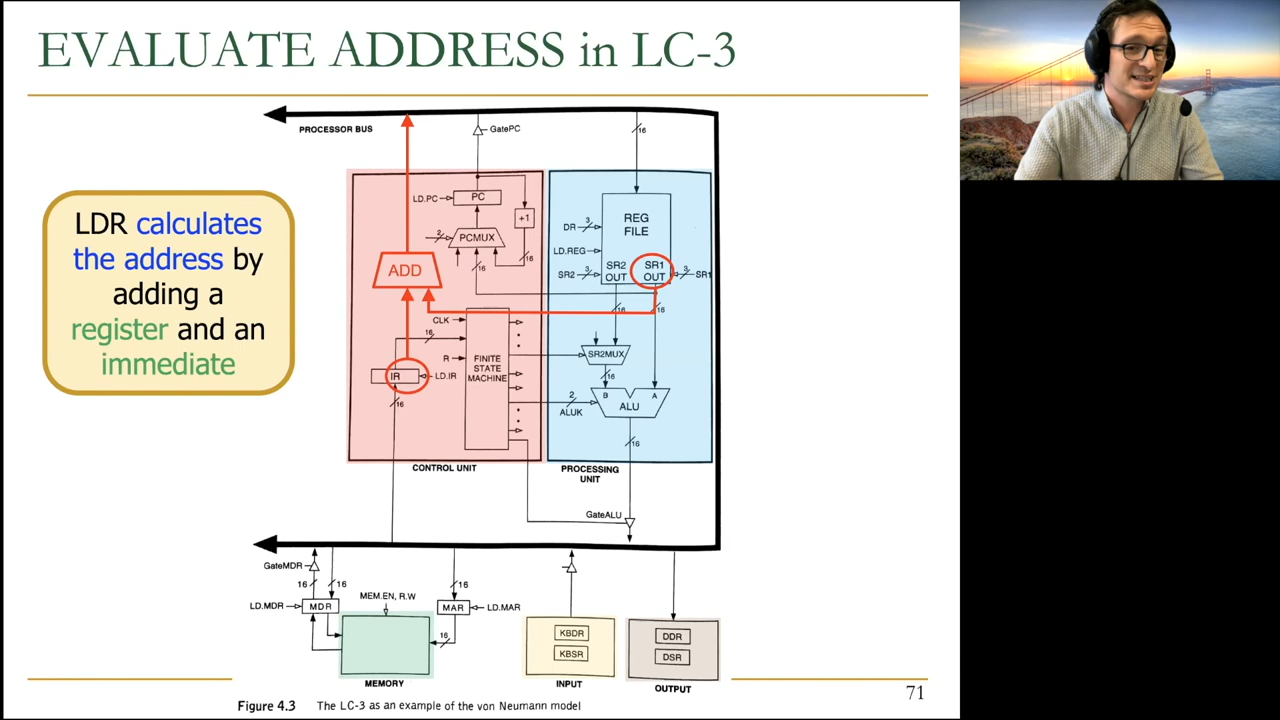 EVALUATE ADDRESS in LC-3
PROCESSOR BUS
GatePC
16
LDR calculates
the address by
adding a
register and an
immediate
LD.PC
PC
+1
2
PCMUX
16
16
ADD
REG
FILE
DR
3
LD.REG
SR2
3
SR2
OUT
SR1
OUT
3
SR1
16
16
CLK
16
R
FINITE
STATE
MACHINE
IR
LD.IR
16
SR2MUX
16
B
A
ALU
2
ALUK
16
CONTROL UNIT
PROCESSING
UNIT
GateALU
GateMDR
16
16
16
LD.MDR
MDR
MEM.EN, R.W
MAR
LD.MAR
16
KBDR
KBSR
DDR
DSR
MEMORY
INPUT
OUTPUT
71
Figure 4.3 The LC-3 as an example of the von Neumann model